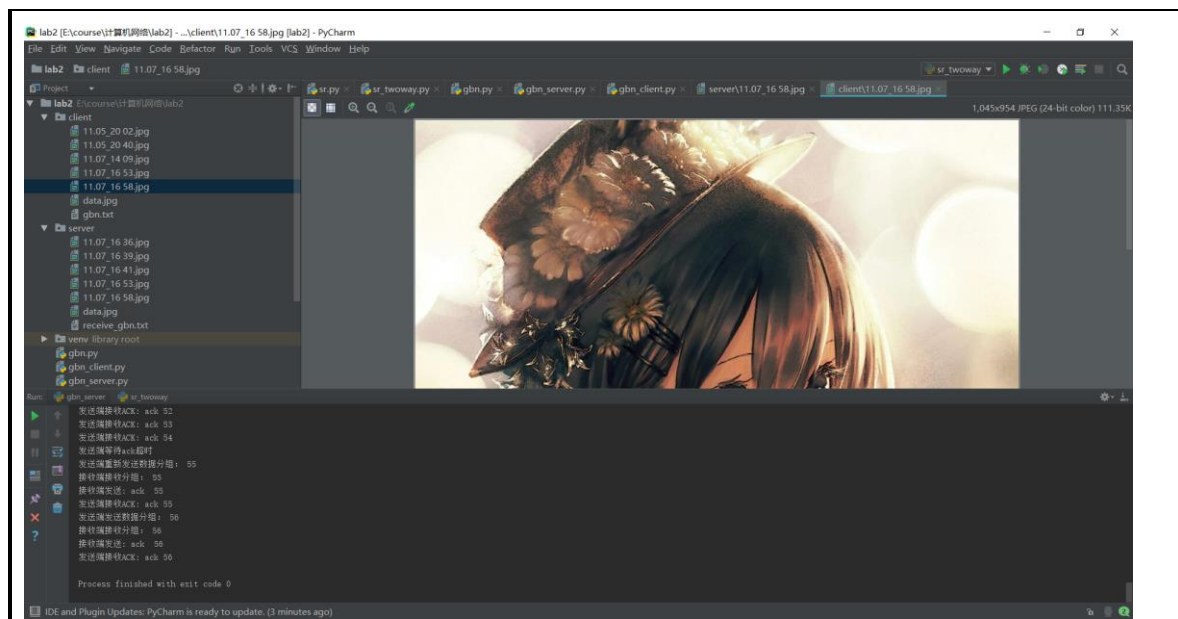 lab2 [E:\course\计算机网络\lab2] - ...\client\11.07_16 58.jpg [lab2] - PyCharm
File Edit View Navigate Code Refactor Run Tools VCS Window Help
lab2 client 11.07_16 58.jpg sr_twoway
Project sr.py sr_twoway.py gbn.py gbn_server.py gbn_client.py server\11.07_16 58.jpg client\11.07_16 58.jpg
1,045x954 JPEG (24-bit color) 111.35K
lab2 E:\course\计算机网络\lab2
client
11.05_20 02.jpg
11.05_20 40.jpg
11.07_14 09.jpg
11.07_16 53.jpg
11.07_16 58.jpg
data.jpg
gbn.txt
server
11.07_16 36.jpg
11.07_16 39.jpg
11.07_16 41.jpg
11.07_16 53.jpg
11.07_16 58.jpg
data.jpg
receive_gbn.txt
venv library root
gbn.py
gbn_client.py
gbn_server.py
Run: gbn_server sr_twoway
发送端接收ACK: ack 52
发送端接收ACK: ack 53
发送端接收ACK: ack 54
发送端等待ack超时
发送端重新发送数据分组: 55
接收端接收分组: 55
接收端发送: ack 55
发送端接收ACK: ack 55
发送端发送数据分组: 56
接收端接收分组: 56
接收端发送: ack 56
发送端接收ACK: ack 56
Process finished with exit code 0
IDE and Plugin Updates: PyCharm is ready to update. (3 minutes ago)